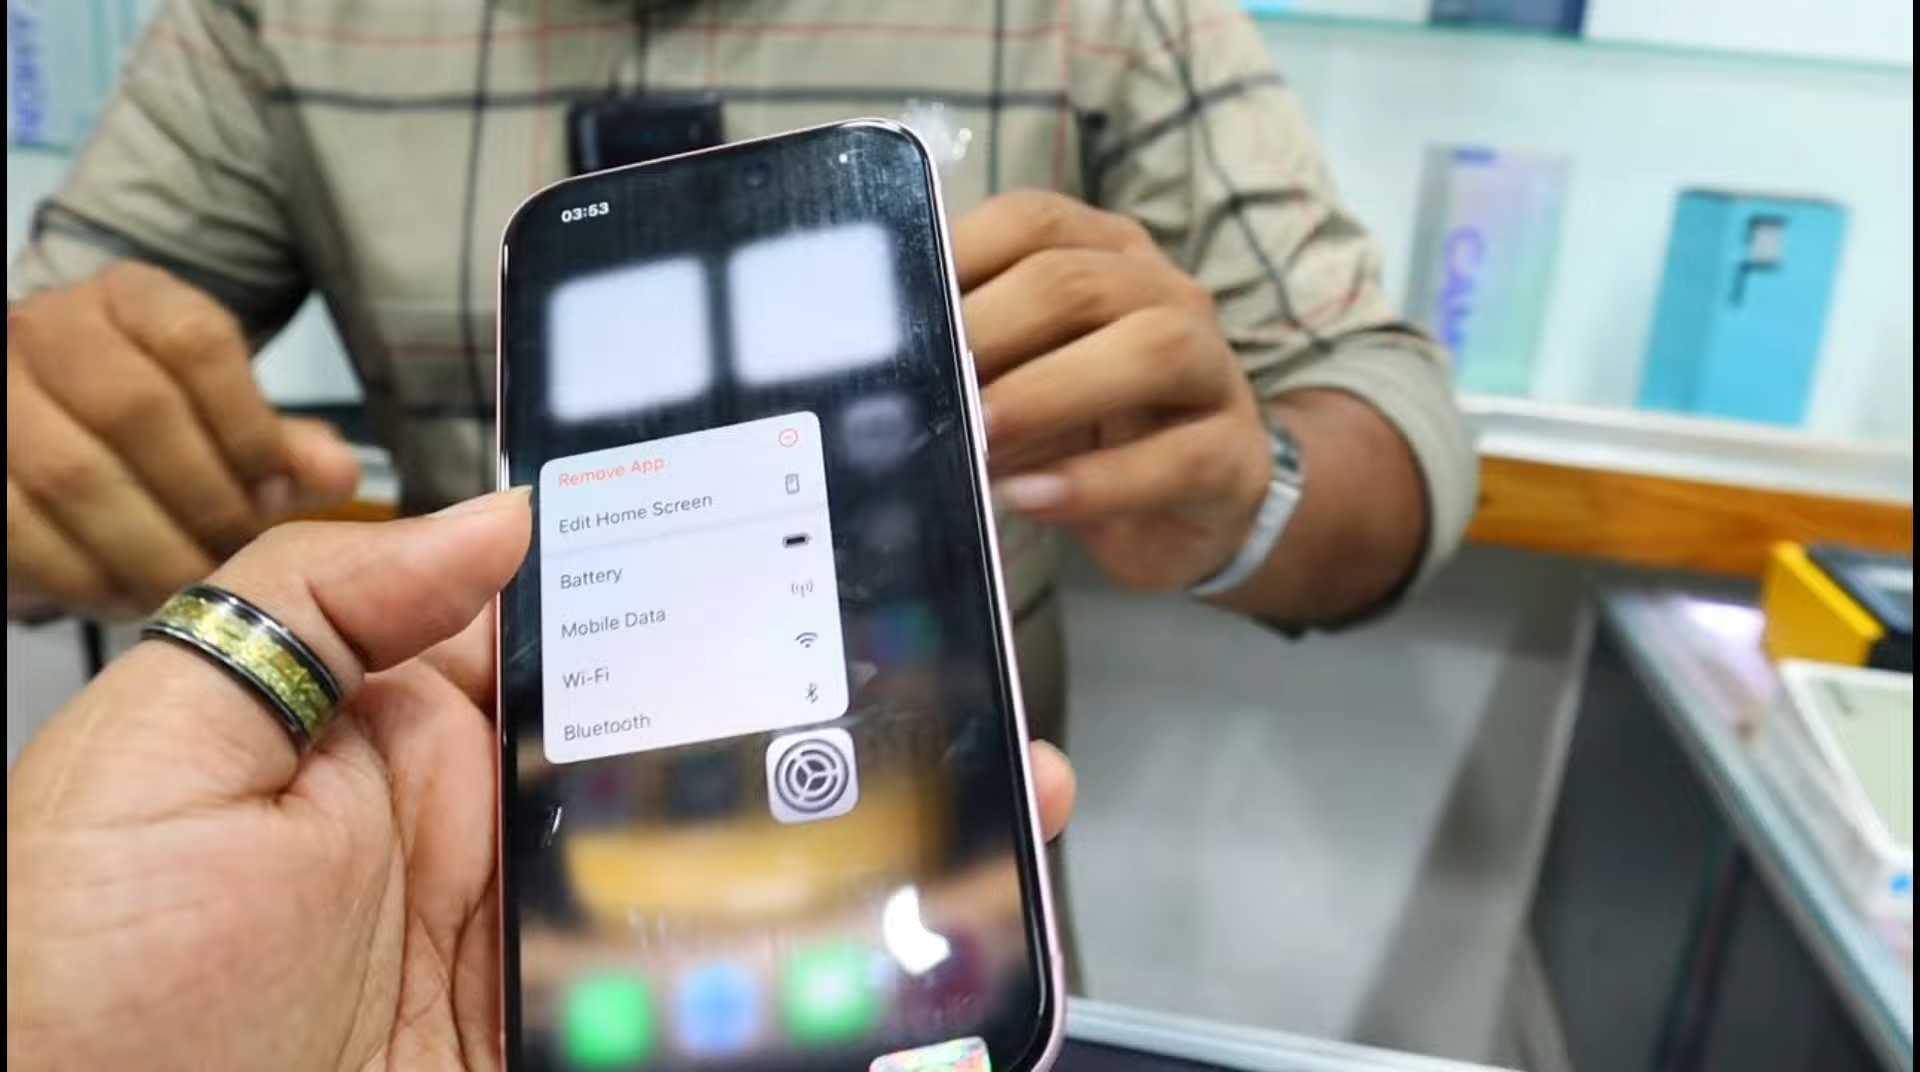 03:53
Remove App
Edit Home Screen
Battery
Mobile Data
Wi-Fi
Bluetooth